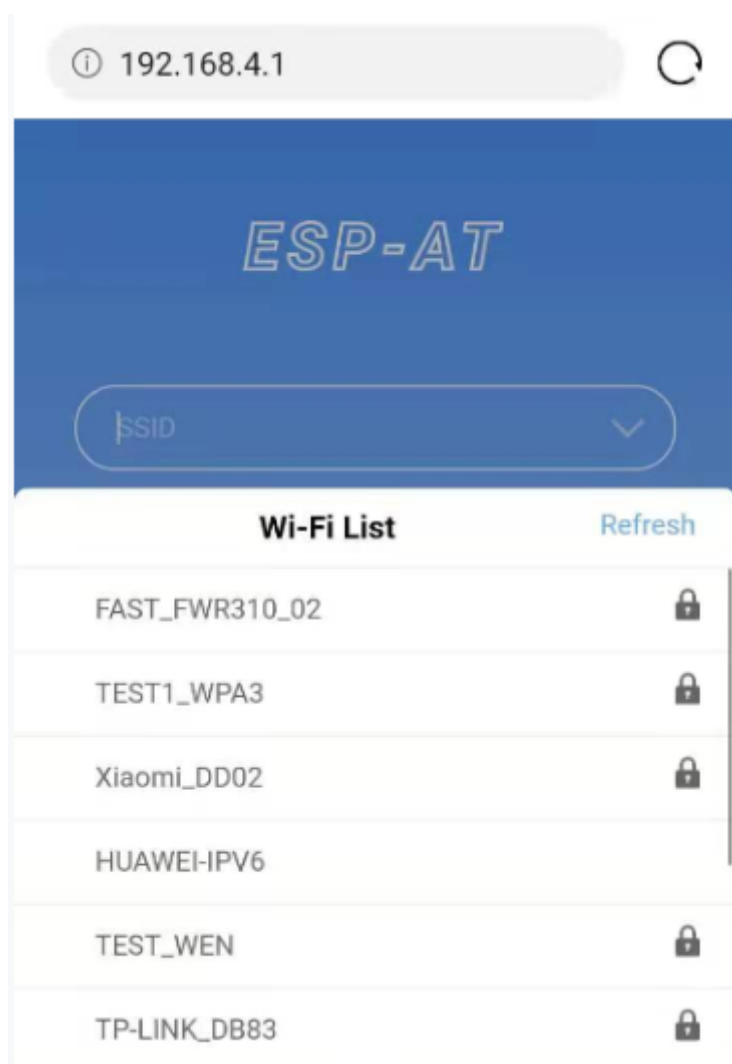 192.168.4.1
ESP-AT
SSID
Wi-Fi List Refresh
FAST_FWR310_02
TEST1_WPA3
Xiaomi_DD02
HUAWEI-IPV6
TEST_WEN
TP-LINK_DB83